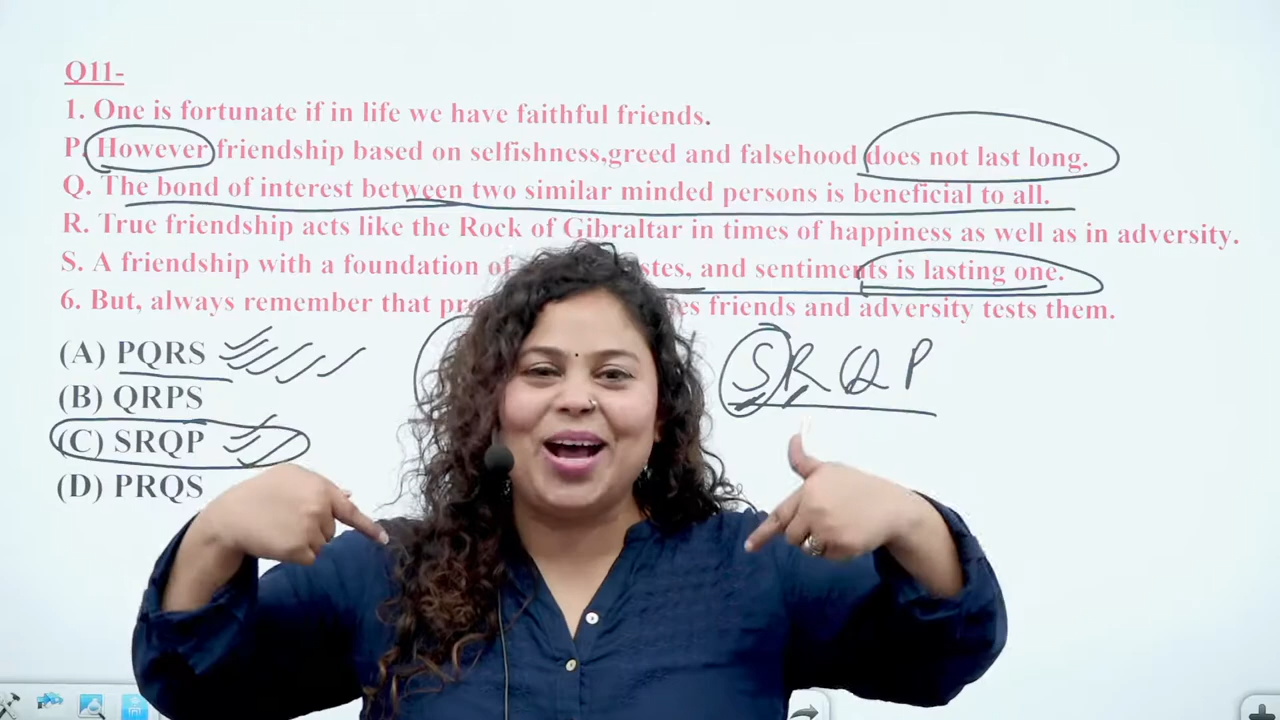 Q11-
1. One is fortunate if in life we have faithful friends.
P. However friendship based on selfishness,greed and falsehood does not last long.
Q. The bond of interest between two similar minded persons is beneficial to all.
R. True friendship acts like the Rock of Gibraltar in times of happiness as well as in adversity.
S. A friendship with a foundation of and sentiments is lasting one.
6. But, always remember that friends and adversity tests them.
(A) PQRS
(B) QRPS
(C) SRQP
(D) PRQS
SRQP